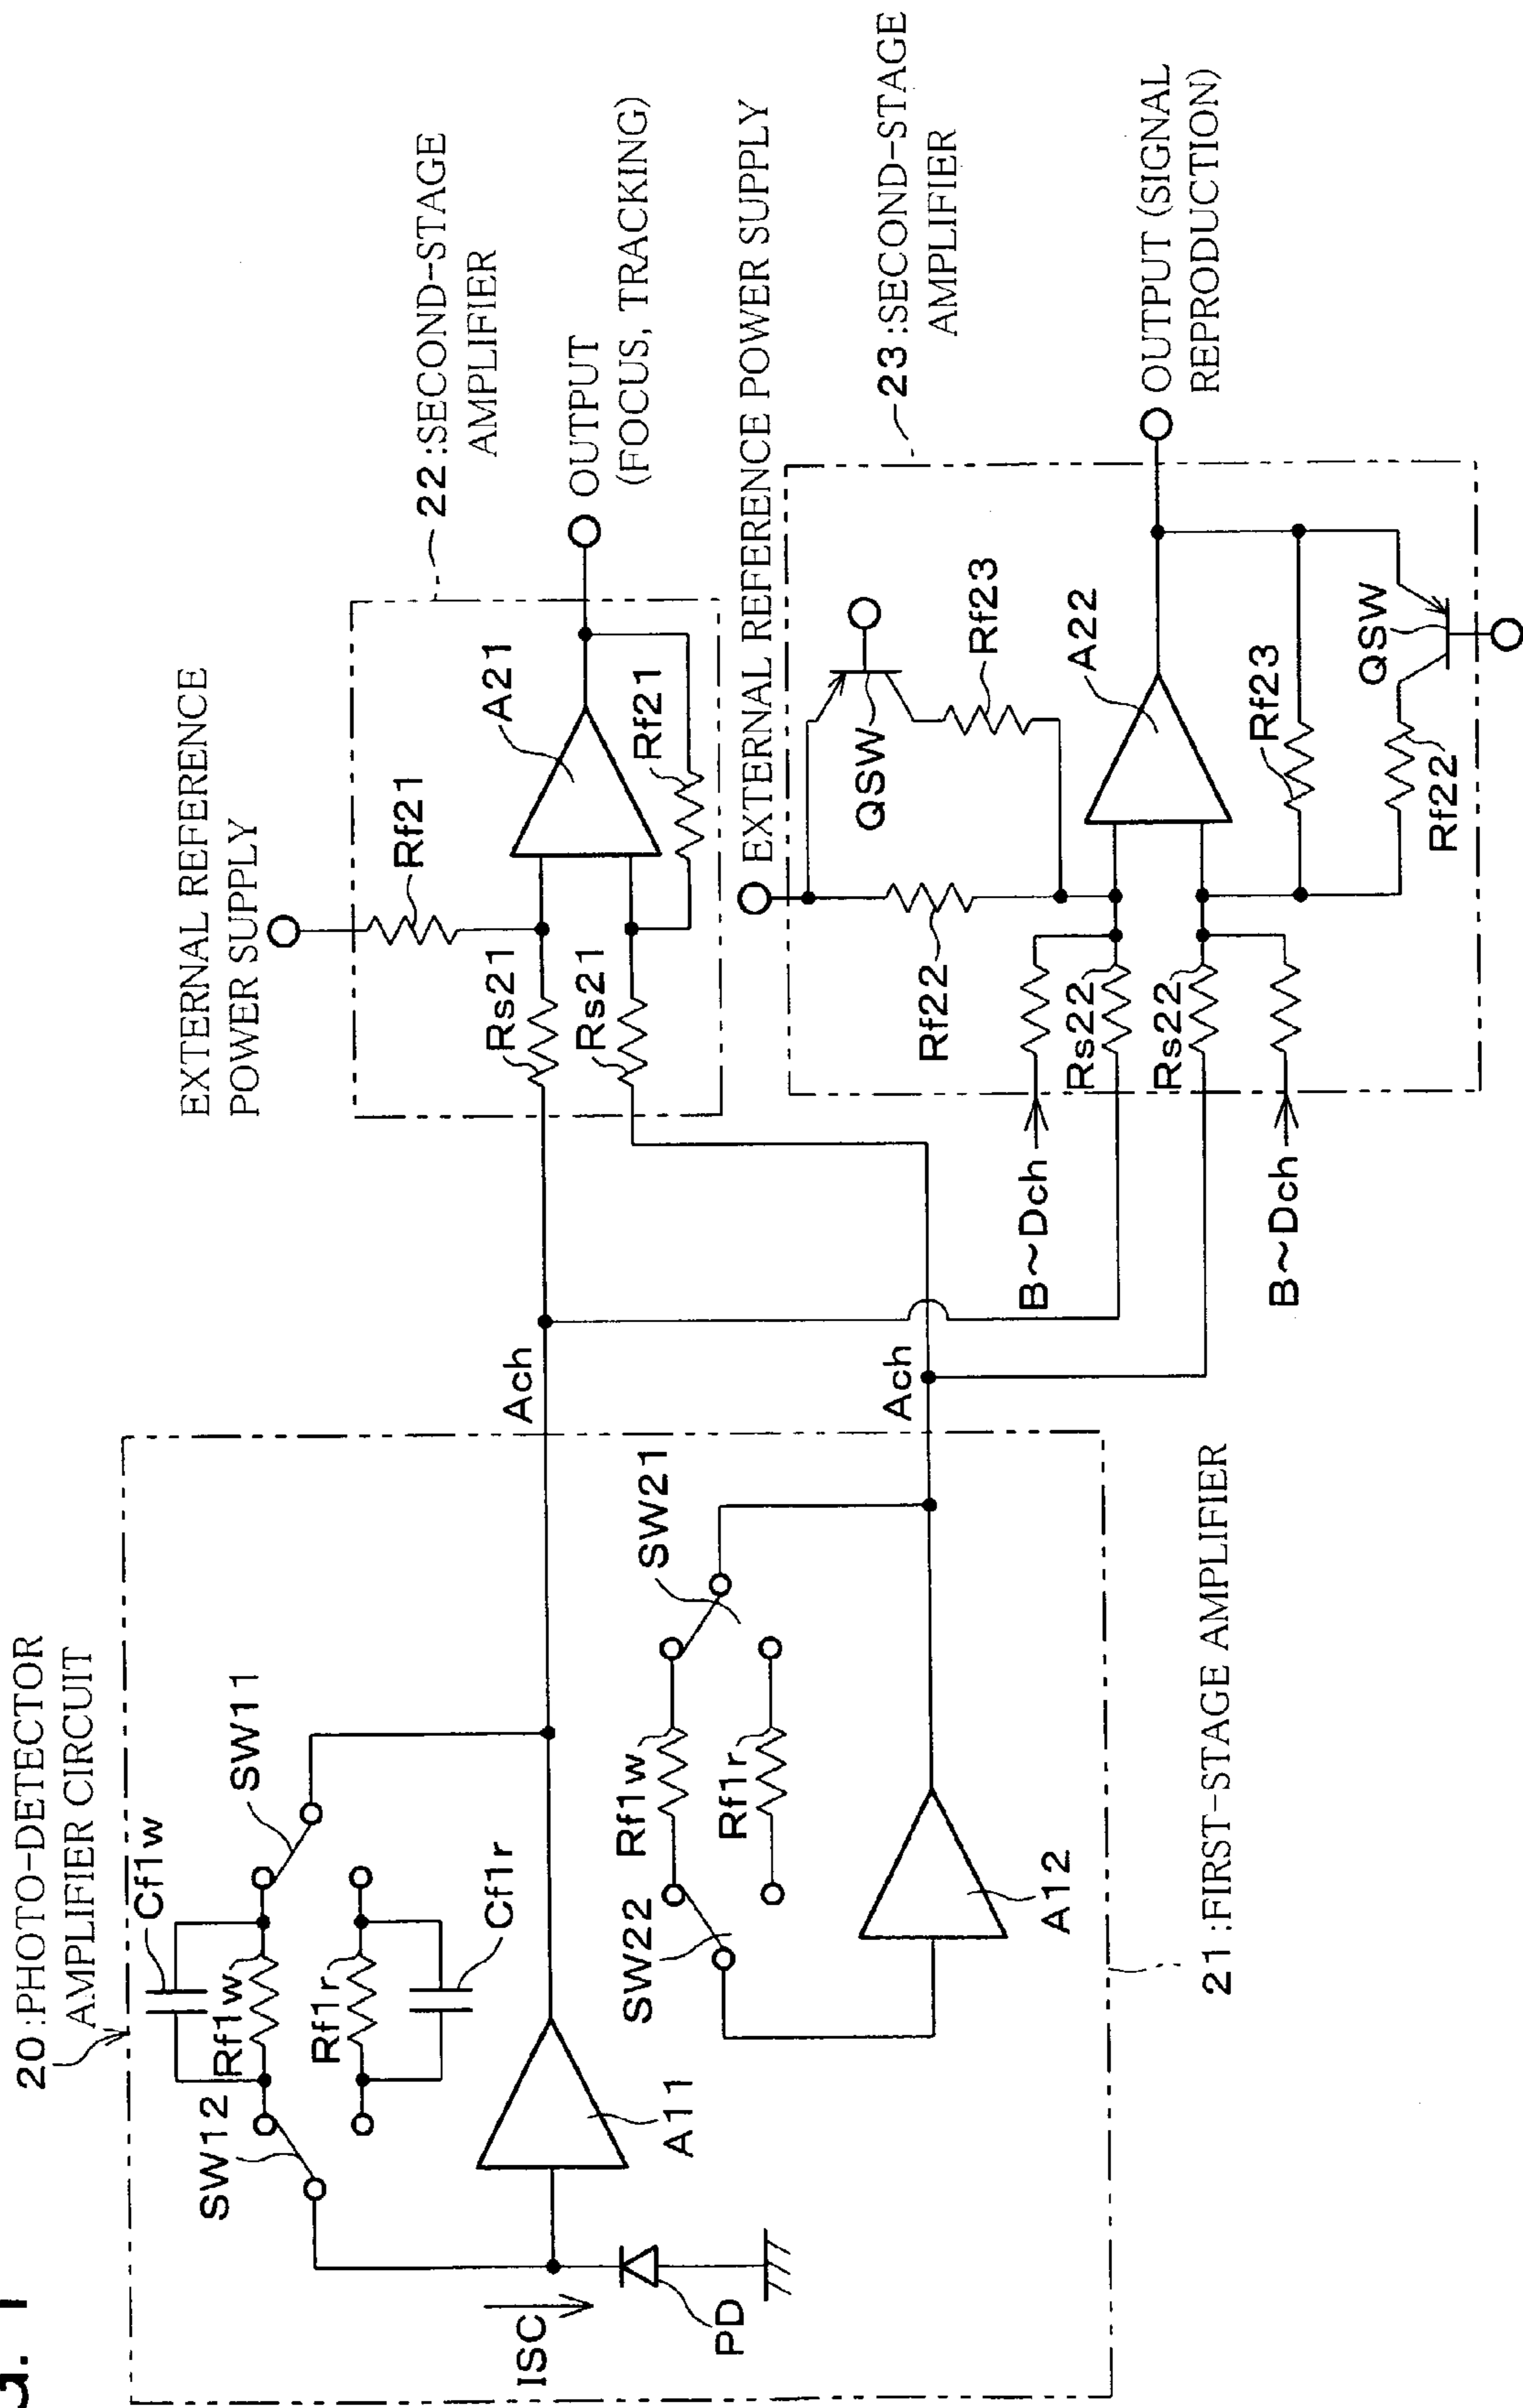 20:PHOTO-DETECTOR
AMPLIFIER CIRCUIT
SW12
Cf1w
Rf1w
SW11
Rf1r
Cf1r
ISC
PD
A11
SW22
Rf1w
SW21
Rf1r
A12
21:FIRST-STAGE AMPLIFIER
Ach
Ach
EXTERNAL REFERENCE
POWER SUPPLY
Rf21
Rs21
Rs21
A21
Rf21
22:SECOND-STAGE
AMPLIFIER
OUTPUT
(FOCUS, TRACKING)
EXTERNAL REFERENCE POWER SUPPLY
QSW
Rf23
Rf22
B~Dch
Rs22
Rs22
B~Dch
A22
Rf23
Rf22
QSW
23:SECOND-STAGE
AMPLIFIER
OUTPUT (SIGNAL
REPRODUCTION)